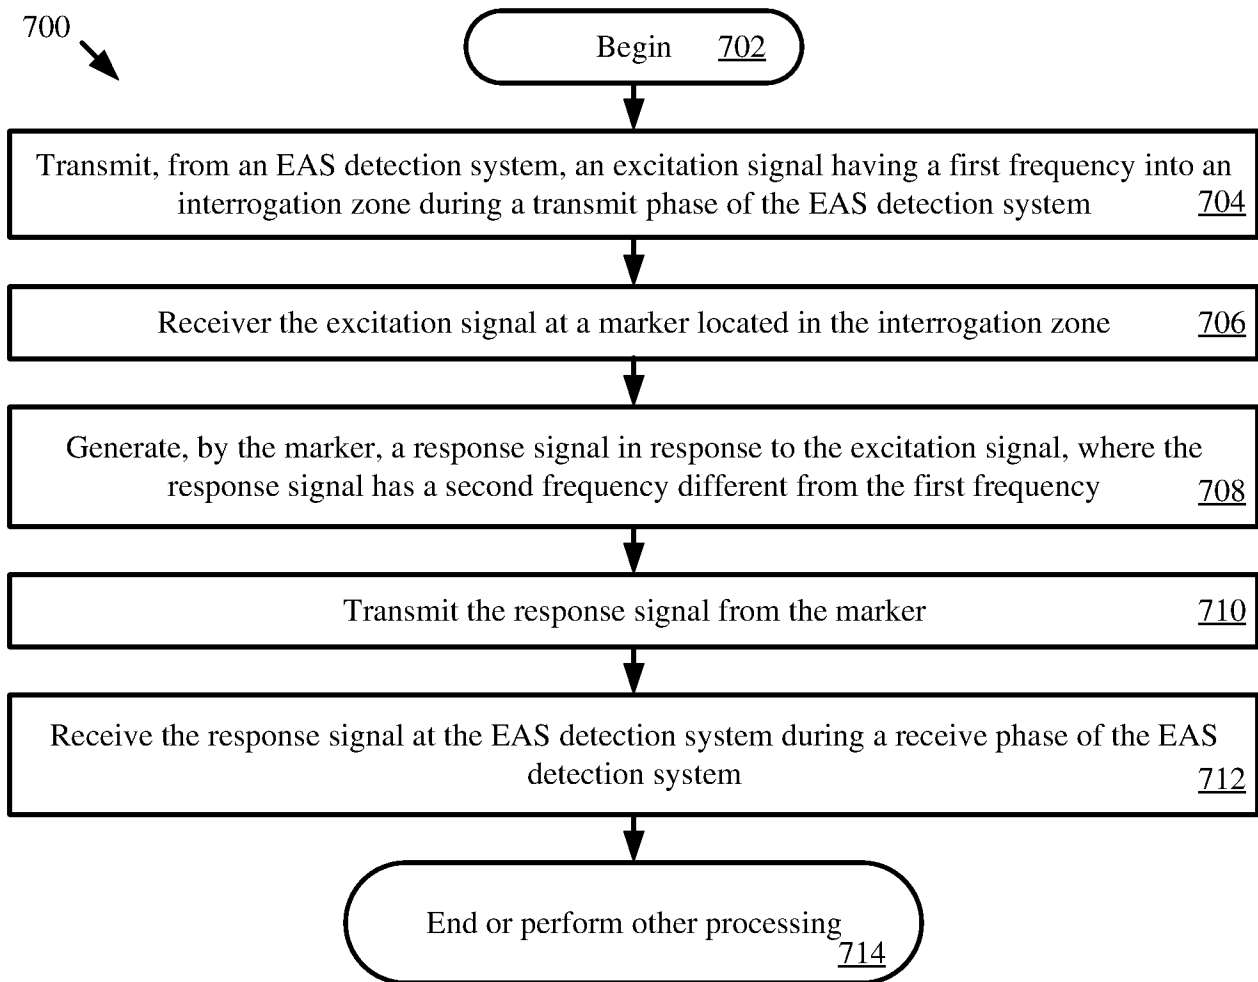 700
Begin 702
Transmit, from an EAS detection system, an excitation signal having a first frequency into an
interrogation zone during a transmit phase of the EAS detection system 704
Receiver the excitation signal at a marker located in the interrogation zone 706
Generate, by the marker, a response signal in response to the excitation signal, where the
response signal has a second frequency different from the first frequency 708
Transmit the response signal from the marker 710
Receive the response signal at the EAS detection system during a receive phase of the EAS
detection system 712
End or perform other processing
714